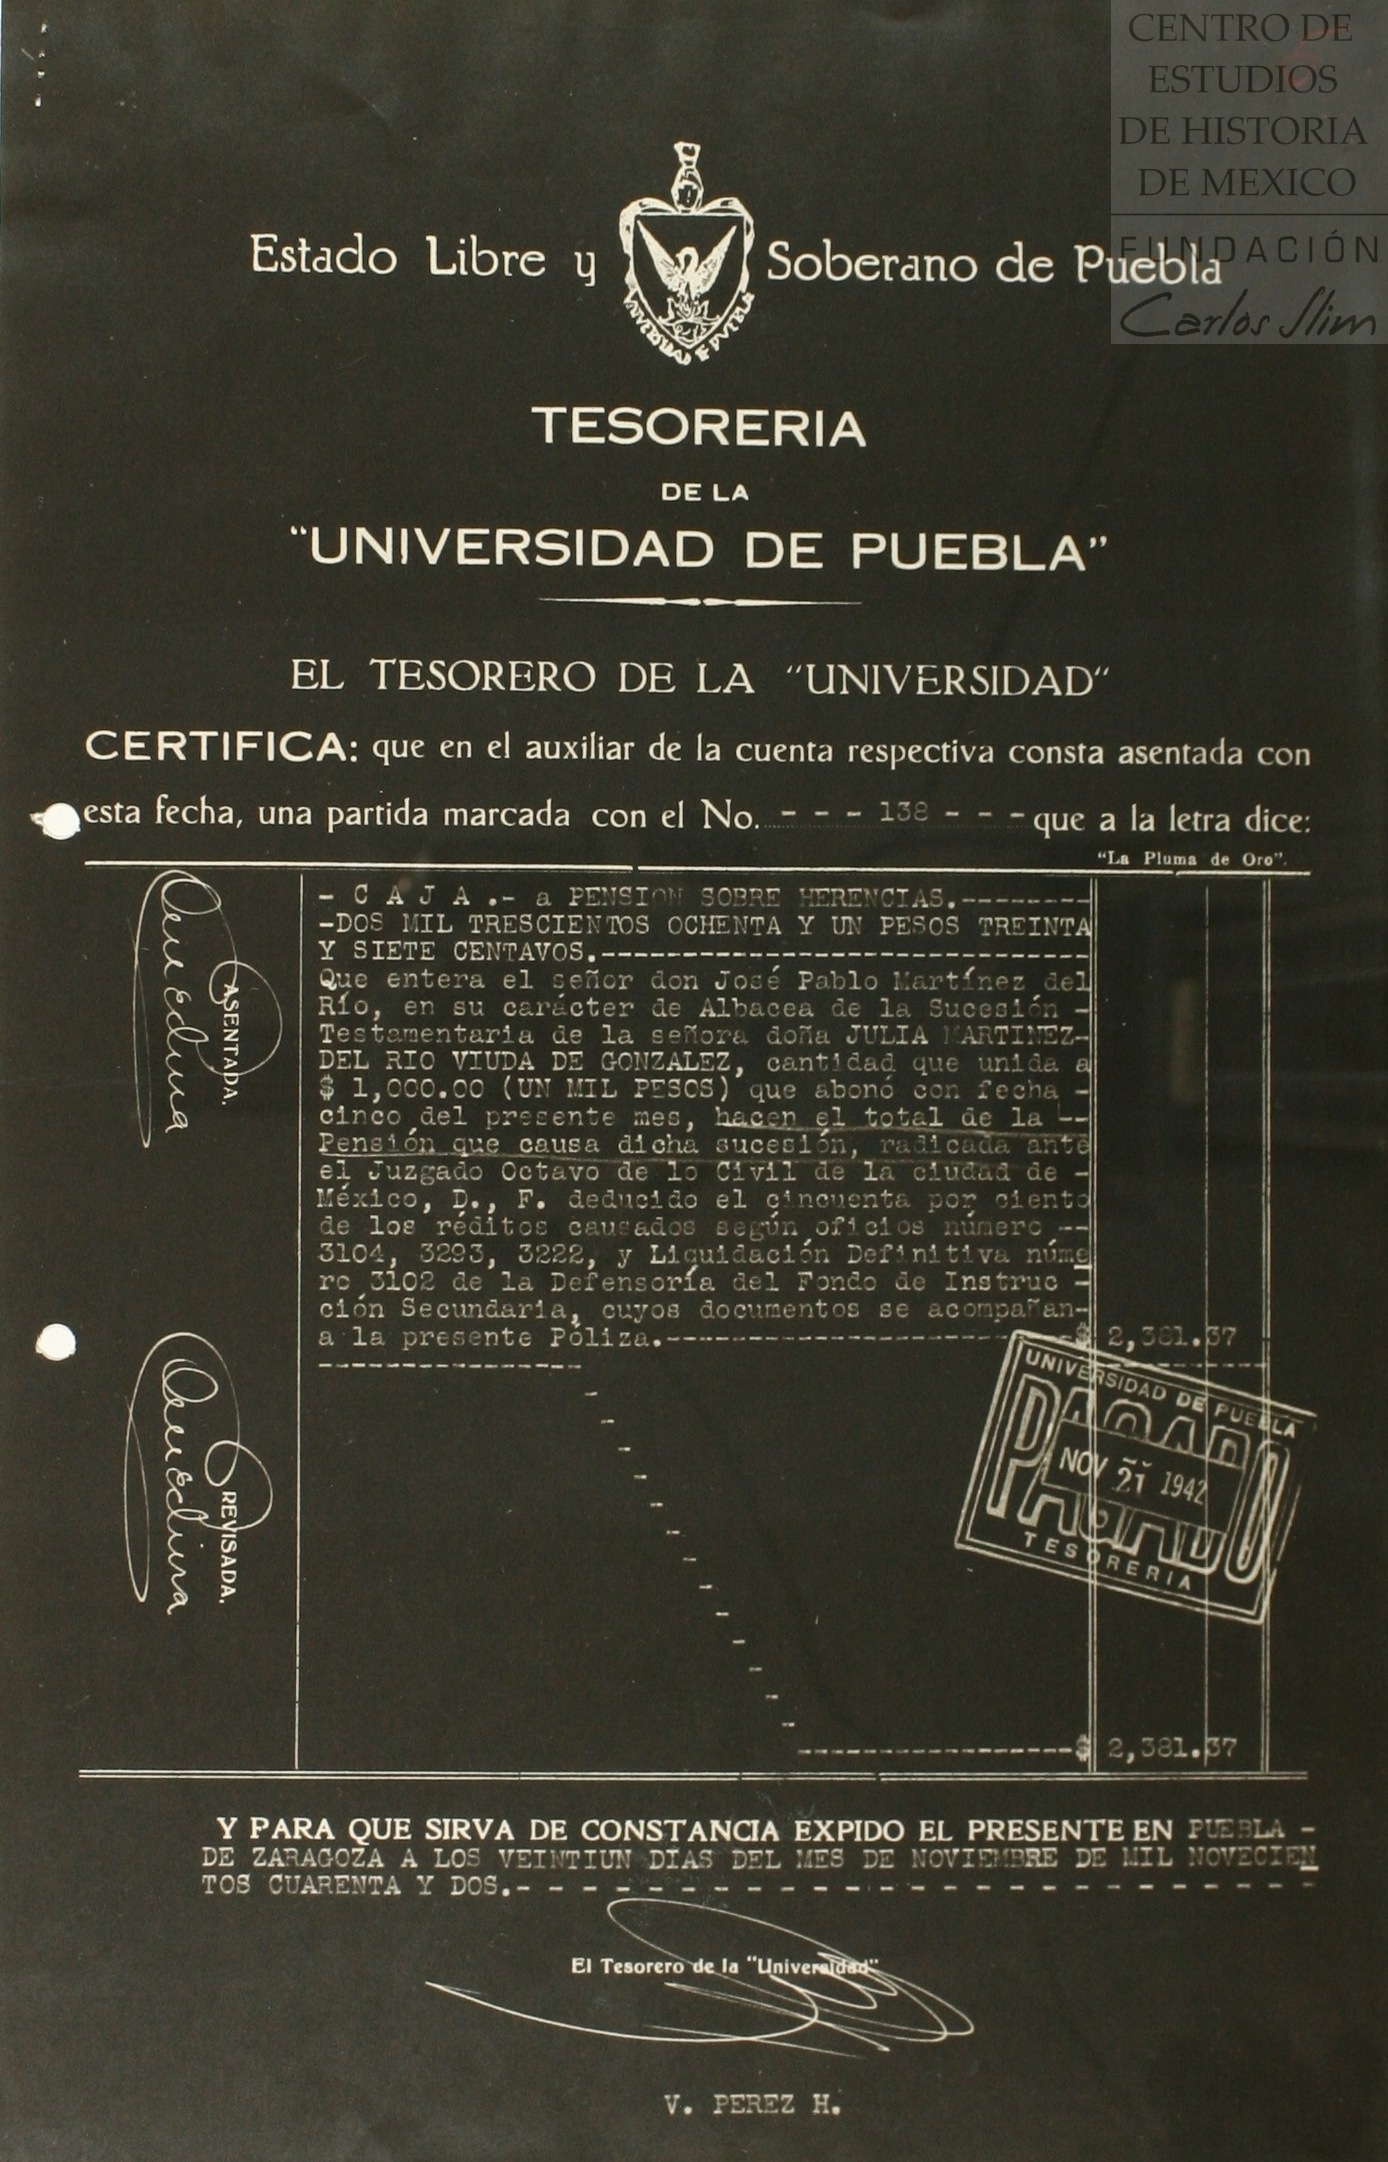 CENTRO DE
ESTUDIOS
DE HISTORIA
DE MEXICO
FUNDACIÓN
Carlos Slim
Estado Libre y Soberano de Puebla
UNIVERSIDAD DE PUEBLA
TESORERIA
DE LA
"UNIVERSIDAD DE PUEBLA"
EL TESORERO DE LA "UNIVERSIDAD"
CERTIFICA: que en el auxiliar de la cuenta respectiva consta asentada con
esta fecha, una partida marcada con el No. - - - 138 - - - que a la letra dice:
"La Pluma de Oro".
- C A J A .- a PENSION SOBRE HERENCIAS.--------
-DOS MIL TRESCIENTOS OCHENTA Y UN PESOS TREINTA
Y SIETE CENTAVOS.------------------------------
Que entera el señor don José Pablo Martínez del
Río, en su carácter de Albacea de la Sucesión -
Testamentaria de la señora doña JULIA MARTINEZ-
DEL RIO VIUDA DE GONZALEZ, cantidad que unida a
$ 1,000.00 (UN MIL PESOS) que abonó con fecha -
cinco del presente mes, hacen el total de la --
Pensión que causa dicha sucesión, radicada ante
el Juzgado Octavo de lo Civil de la ciudad de -
México, D., F. deducido el cincuenta por ciento
de los réditos causados según oficios número --
3104, 3293, 3222, y Liquidación Definitiva núme
ro 3102 de la Defensoría del Fondo de Instruc =
ción Secundaria, cuyos documentos se acompañan-
a la presente Póliza.-------------------------$ 2,381.37
ASENTADA.
REVISADA.
UNIVERSIDAD DE PUEBLA
PAGADO
NOV 21 1942
TESORERIA
-----------------$ 2,381.37
Y PARA QUE SIRVA DE CONSTANCIA EXPIDO EL PRESENTE EN PUEBLA -
DE ZARAGOZA A LOS VEINTIUN DIAS DEL MES DE NOVIEMBRE DE MIL NOVECIEN
TOS CUARENTA Y DOS.- - - - - - - - - - - - - - - - - - - - - - - -
El Tesorero de la "Universidad"
V. PEREZ H.